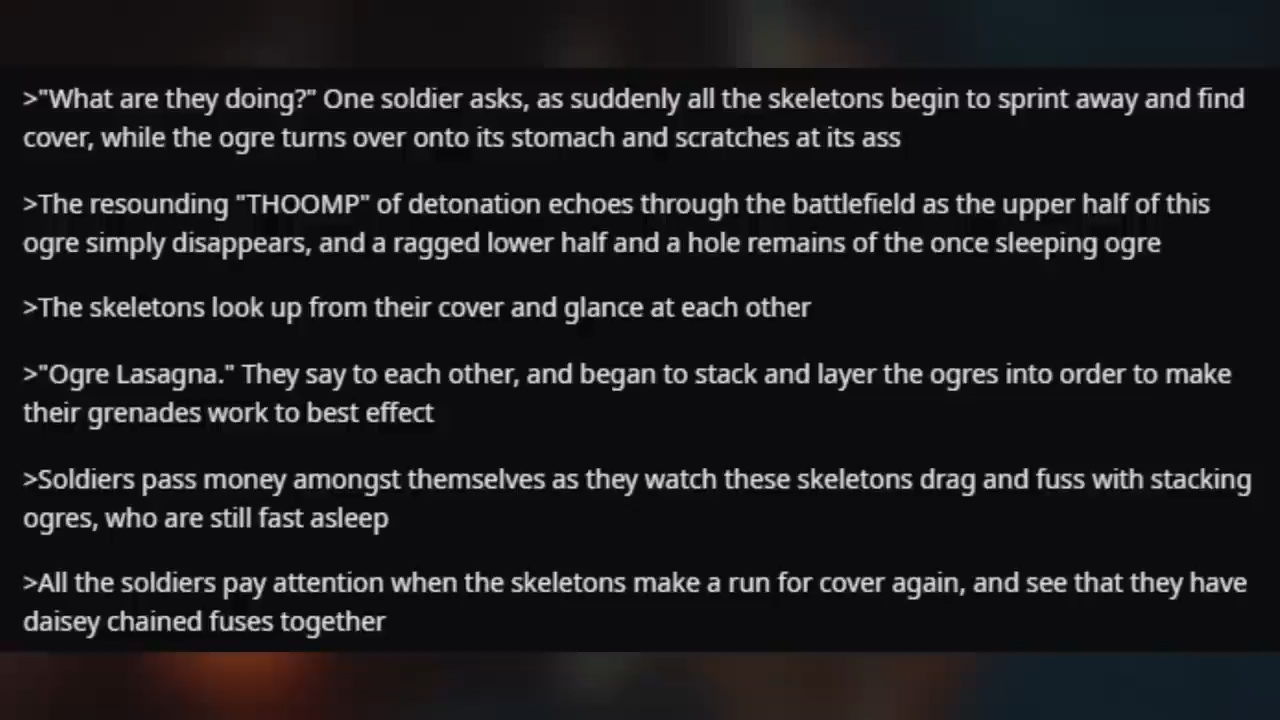 >"What are they doing?" One soldier asks, as suddenly all the skeletons begin to sprint away and find
cover, while the ogre turns over onto its stomach and scratches at its ass
>The resounding "THOOMP" of detonation echoes through the battlefield as the upper half of this
ogre simply disappears, and a ragged lower half and a hole remains of the once sleeping ogre
>The skeletons look up from their cover and glance at each other
>"Ogre Lasagna." They say to each other, and began to stack and layer the ogres into order to make
their grenades work to best effect
>Soldiers pass money amongst themselves as they watch these skeletons drag and fuss with stacking
ogres, who are still fast asleep
>All the soldiers pay attention when the skeletons make a run for cover again, and see that they have
daisey chained fuses together